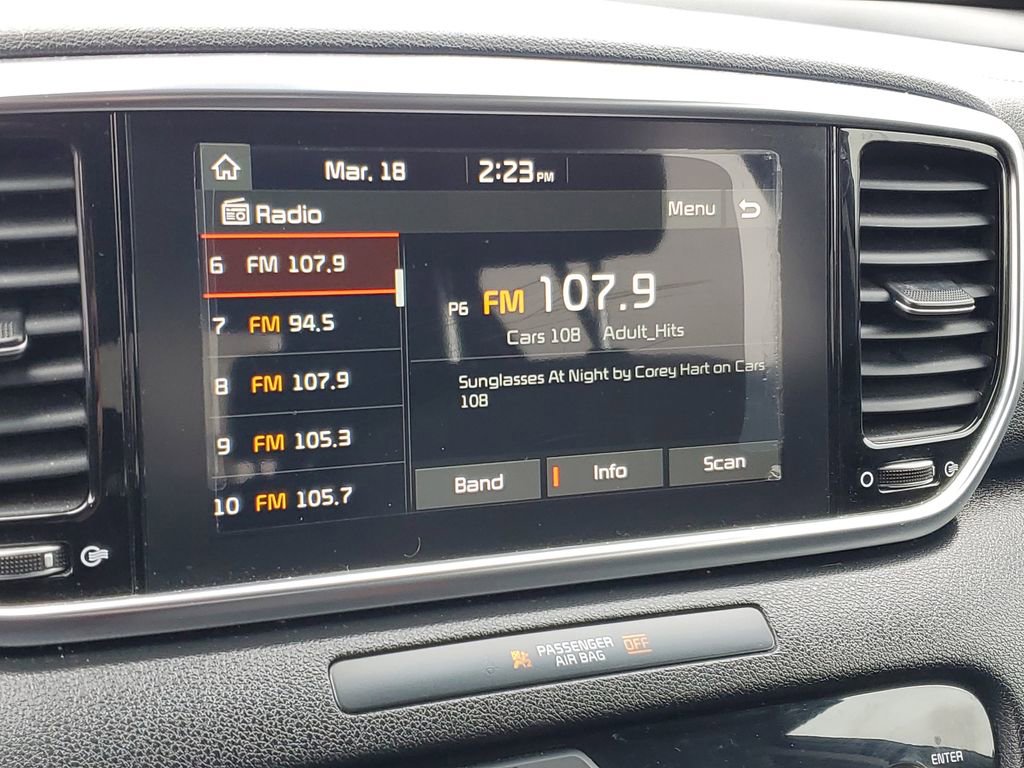 Mar. 18 2:23 PM
Radio Menu
6 FM 107.9
7 FM 94.5
8 FM 107.9
9 FM 105.3
10 FM 105.7
P6 FM 107.9
Cars 108 Adult_Hits
Sunglasses At Night by Corey Hart on Cars
108
Band Info Scan
PASSENGER OFF
AIR BAG
ENTER